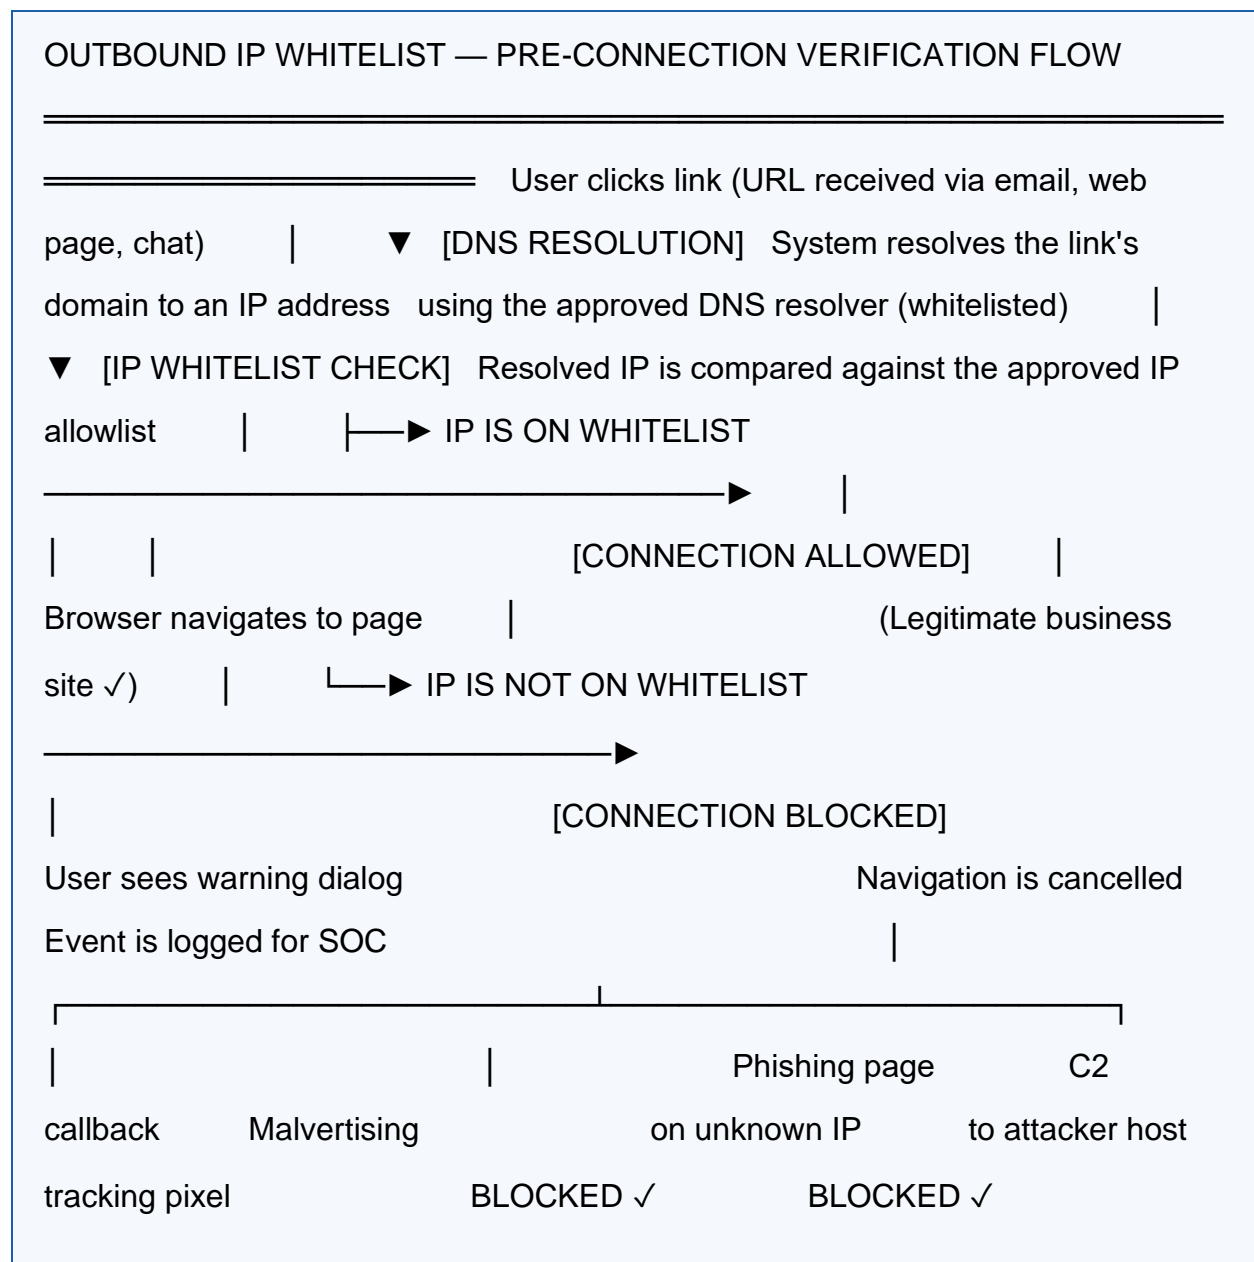 OUTBOUND IP WHITELIST — PRE-CONNECTION VERIFICATION FLOW
════════════════════════════════════════════════════
═══════════════════ User clicks link (URL received via email, web
page, chat) │ ▼ [DNS RESOLUTION] System resolves the link's
domain to an IP address using the approved DNS resolver (whitelisted) │
▼ [IP WHITELIST CHECK] Resolved IP is compared against the approved IP
allowlist │ ├──► IP IS ON WHITELIST
──────────────────────────────► │
│ │ [CONNECTION ALLOWED] │
Browser navigates to page │ (Legitimate business
site ✓) │ └──► IP IS NOT ON WHITELIST
─────────────────────────►
│ [CONNECTION BLOCKED]
User sees warning dialog Navigation is cancelled
Event is logged for SOC │
┌────────────────────────┴──────────────────────┐
│ │ Phishing page C2
callback Malvertising on unknown IP to attacker host
tracking pixel BLOCKED ✓ BLOCKED ✓